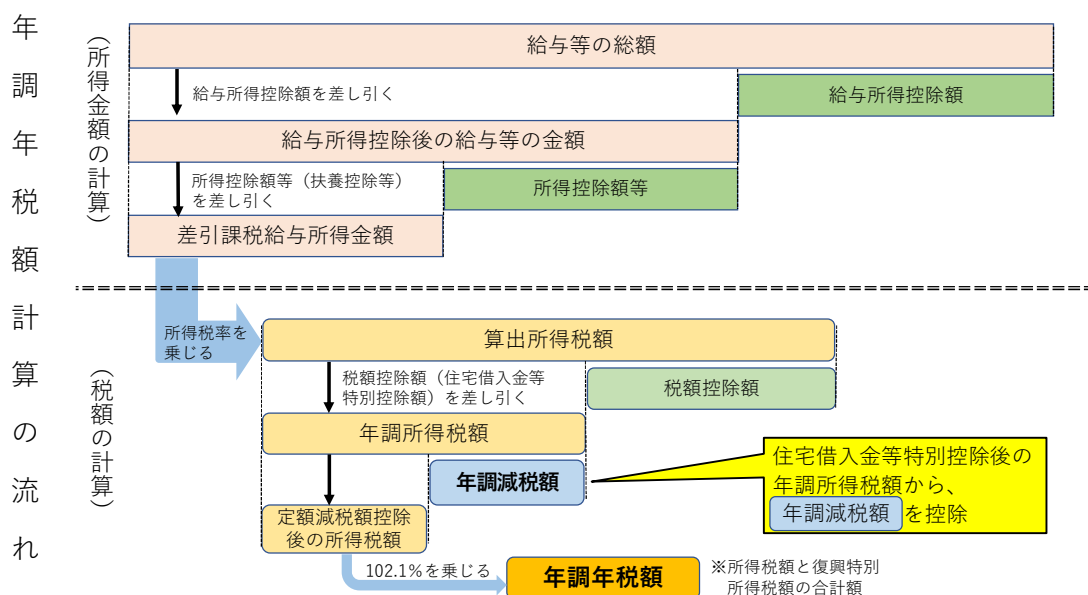 年調年税額計算の流れ
(所得金額の計算)
給与等の総額
給与所得控除額を差し引く
給与所得控除額
給与所得控除後の給与等の金額
所得控除額等（扶養控除等）
を差し引く
所得控除額等
差引課税給与所得金額
所得税率を
乗じる
(税額の計算)
算出所得税額
税額控除額（住宅借入金等
特別控除額）を差し引く
税額控除額
年調所得税額
年調減税額
住宅借入金等特別控除後の
年調所得税額から、
年調減税額 を控除
定額減税額控除
後の所得税額
102.1%を乗じる
年調年税額
※所得税額と復興特別
所得税額の合計額